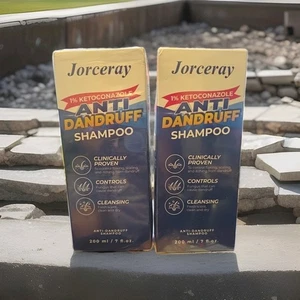 Jorceray
1% KETOCONAZOLE
ANTI
DANDRUFF
SHAMPOO
CLINICALLY
PROVEN
CONTROLS
CLEANSING
ANTI-DANDRUFF
SHAMPOO
200 ml / 7 fl.oz
Jorceray
1% KETOCONAZOLE
ANTI
DANDRUFF
SHAMPOO
CLINICALLY
PROVEN
CONTROLS
CLEANSING
ANTI-DANDRUFF
SHAMPOO
200 ml / 7 fl.oz